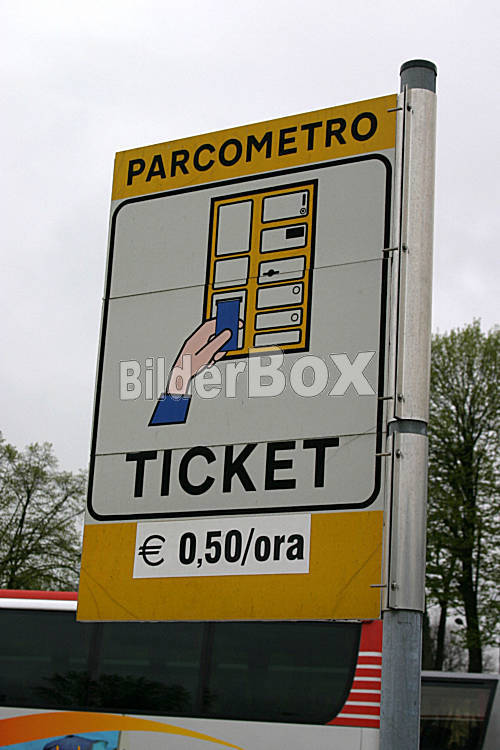 PARCOMETRO
BilderBOX
TICKET
€ 0,50/ora